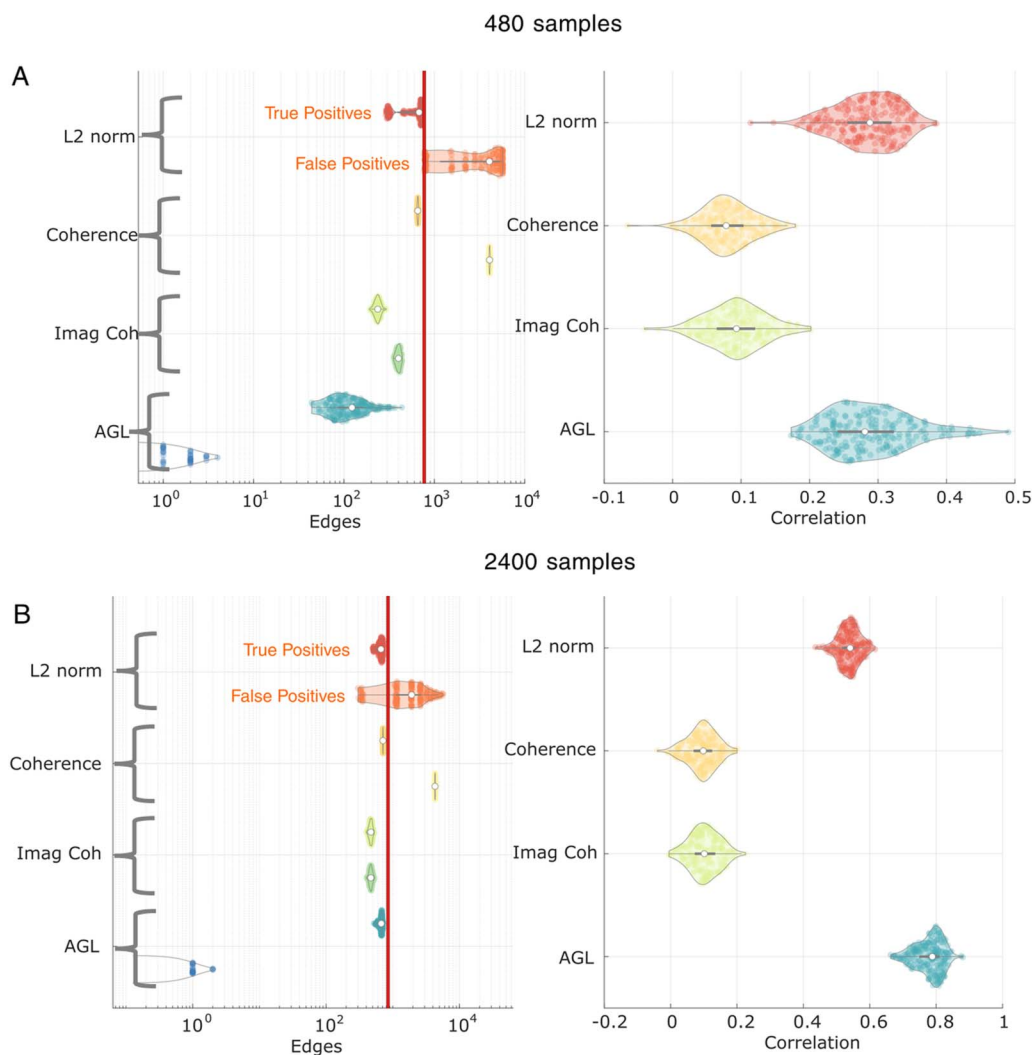 480 samples
A
L2 norm
True Positives
False Positives
Coherence
Imag Coh
AGL
10^0 10^1 10^2 10^3 10^4
Edges
L2 norm
Coherence
Imag Coh
AGL
-0.1 0 0.1 0.2 0.3 0.4 0.5
Correlation
2400 samples
B
L2 norm
True Positives
False Positives
Coherence
Imag Coh
AGL
10^0 10^2 10^4
Edges
L2 norm
Coherence
Imag Coh
AGL
-0.2 0 0.2 0.4 0.6 0.8 1
Correlation